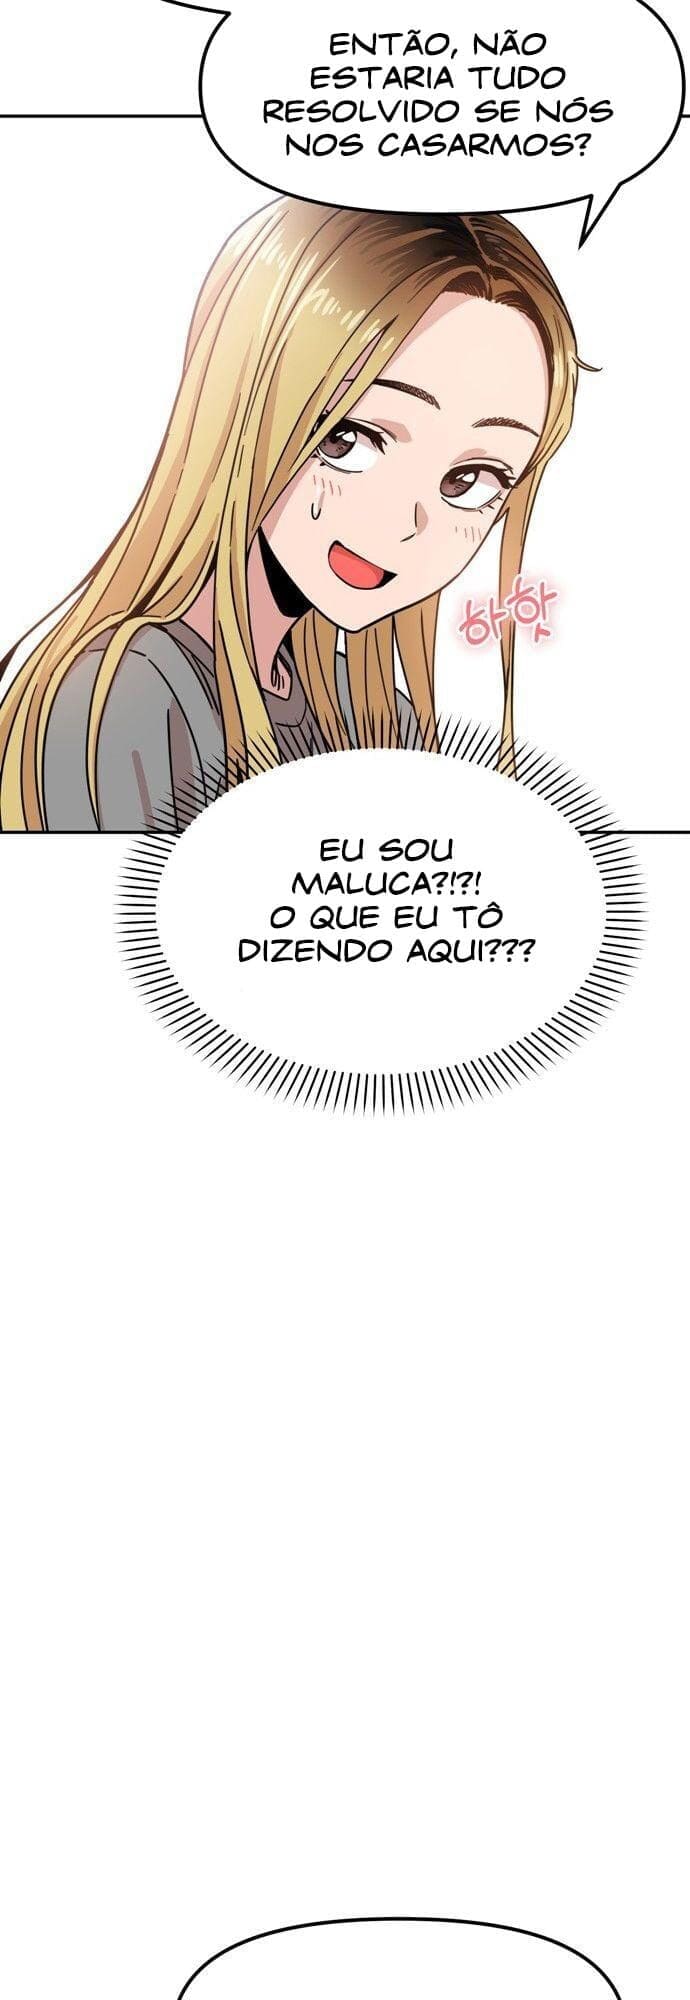 ENTÃO, NÃO
ESTARIA TUDO
RESOLVIDO SE NÓS
NOS CASARMOS?
하핫
EU SOU
MALUCA?!?!
O QUE EU TÔ
DIZENDO AQUI???